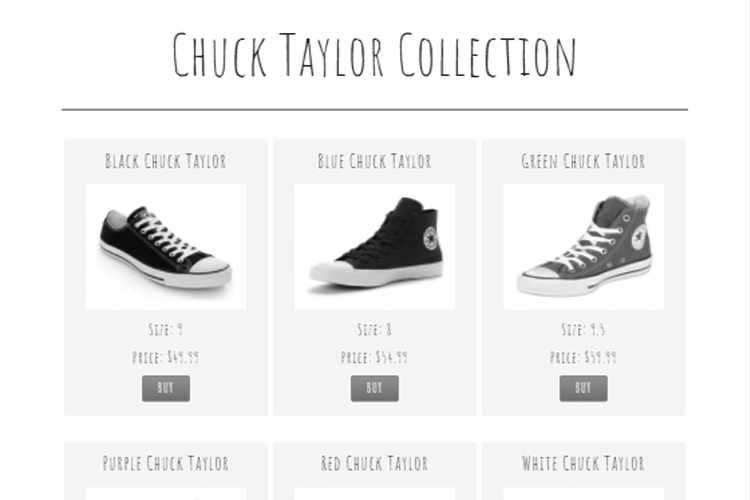 Chuck Taylor Collection
Black Chuck Taylor
Blue Chuck Taylor
Green Chuck Taylor
Size: 9
Size: 8
Size: 9.5
Price: $49.99
Price: $54.99
Price: $59.99
BUY
BUY
BUY
Purple Chuck Taylor
Red Chuck Taylor
White Chuck Taylor